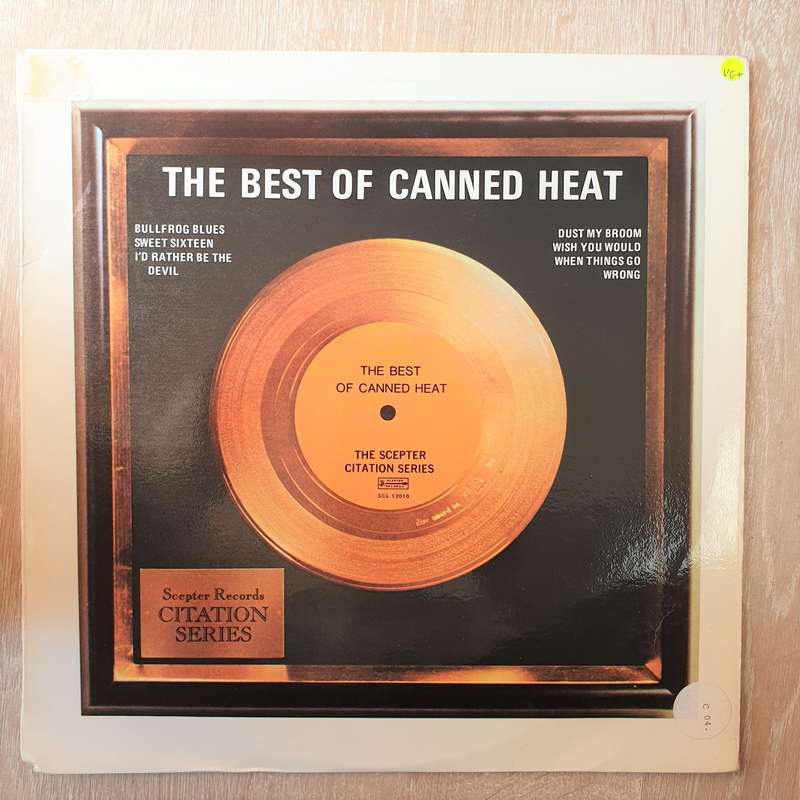 VG+
THE BEST OF CANNED HEAT
BULLFROG BLUES
SWEET SIXTEEN
I'D RATHER BE THE
DEVIL
DUST MY BROOM
WISH YOU WOULD
WHEN THINGS GO
WRONG
THE BEST
OF CANNED HEAT
THE SCEPTER
CITATION SERIES
SCEPTER
RECORDS
SCL 12010
Scepter Records
CITATION
SERIES
C 04.